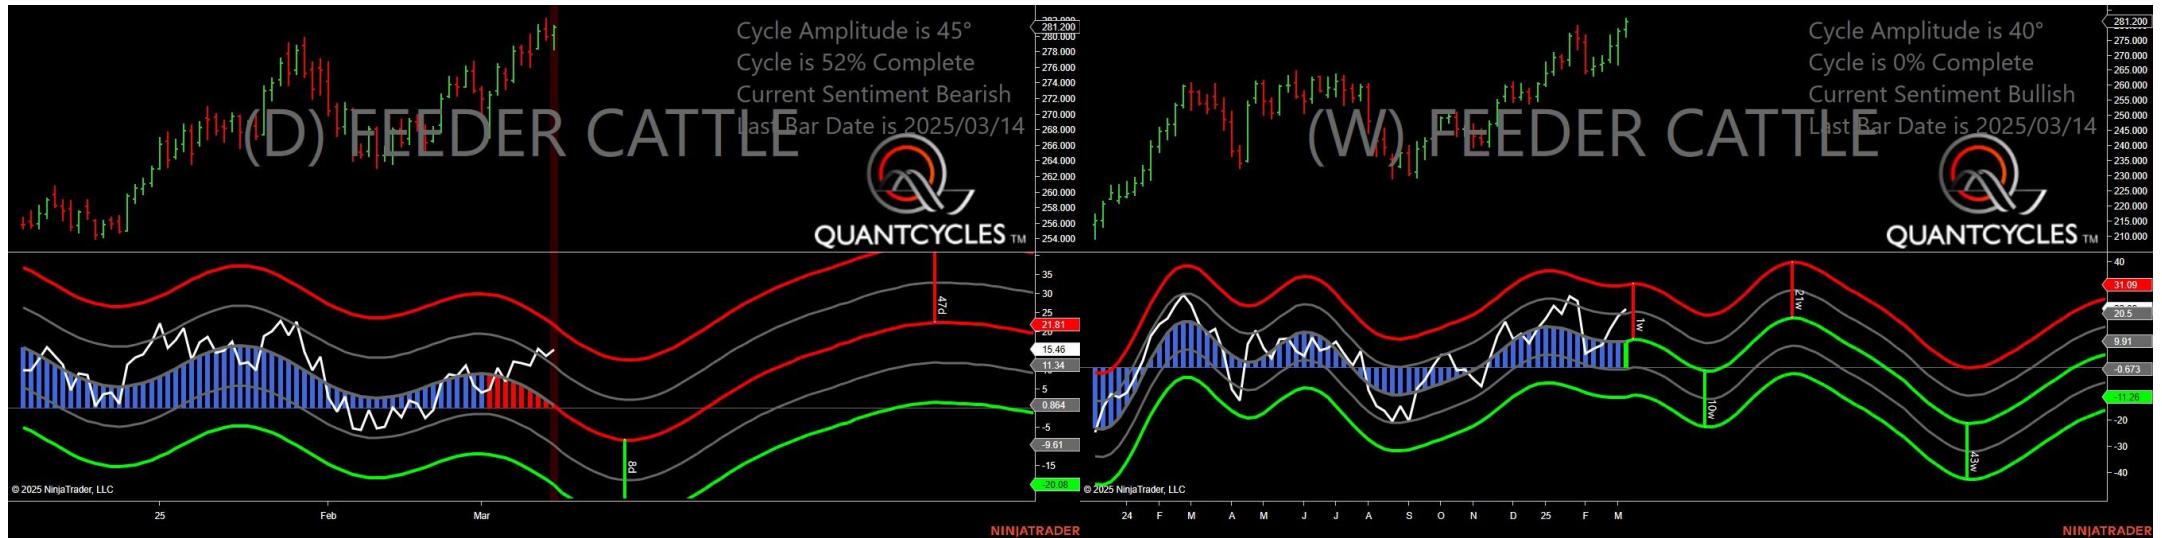 Cycle Amplitude is 45°
Cycle is 52% Complete
Current Sentiment Bearish
Last Bar Date is 2025/03/14
(D) FEEDER CATTLE
QUANTCYCLES TM
281.200
280.000
278.000
276.000
274.000
272.000
270.000
268.000
266.000
264.000
262.000
260.000
258.000
256.000
254.000
35
30
25
21.81
15.46
11.34
5
0.864
-5
-9.61
-15
-20.08
47d
8d
© 2025 NinjaTrader, LLC
25 Feb Mar
NINJATRADER
Cycle Amplitude is 40°
Cycle is 0% Complete
Current Sentiment Bullish
Last Bar Date is 2025/03/14
(W) FEEDER CATTLE
QUANTCYCLES TM
281.200
275.000
270.000
265.000
260.000
255.000
250.000
245.000
240.000
235.000
230.000
225.000
220.000
215.000
210.000
40
31.09
20.5
9.91
-0.673
-11.26
-20
-30
-40
1w
10w
21w
43w
© 2025 NinjaTrader, LLC
24 F M A M J J A S O N D 25 F M
NINJATRADER